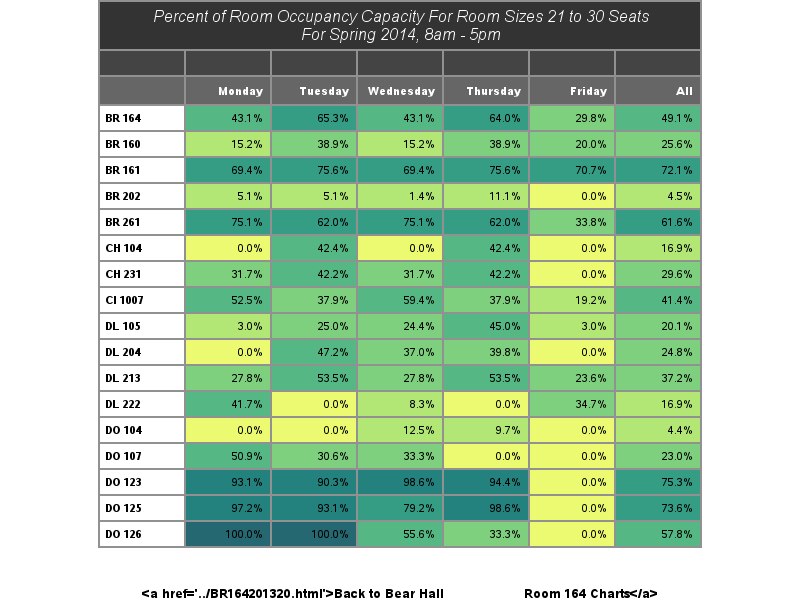 Percent of Room Occupancy Capacity For Room Sizes 21 to 30 Seats
For Spring 2014, 8am - 5pm
Monday Tuesday Wednesday Thursday Friday All
BR 164 43.1% 65.3% 43.1% 64.0% 29.8% 49.1%
BR 160 15.2% 38.9% 15.2% 38.9% 20.0% 25.6%
BR 161 69.4% 75.6% 69.4% 75.6% 70.7% 72.1%
BR 202 5.1% 5.1% 1.4% 11.1% 0.0% 4.5%
BR 261 75.1% 62.0% 75.1% 62.0% 33.8% 61.6%
CH 104 0.0% 42.4% 0.0% 42.4% 0.0% 16.9%
CH 231 31.7% 42.2% 31.7% 42.2% 0.0% 29.6%
CI 1007 52.5% 37.9% 59.4% 37.9% 19.2% 41.4%
DL 105 3.0% 25.0% 24.4% 45.0% 3.0% 20.1%
DL 204 0.0% 47.2% 37.0% 39.8% 0.0% 24.8%
DL 213 27.8% 53.5% 27.8% 53.5% 23.6% 37.2%
DL 222 41.7% 0.0% 8.3% 0.0% 34.7% 16.9%
DO 104 0.0% 0.0% 12.5% 9.7% 0.0% 4.4%
DO 107 50.9% 30.6% 33.3% 0.0% 0.0% 23.0%
DO 123 93.1% 90.3% 98.6% 94.4% 0.0% 75.3%
DO 125 97.2% 93.1% 79.2% 98.6% 0.0% 73.6%
DO 126 100.0% 100.0% 55.6% 33.3% 0.0% 57.8%
<a href='../BR164201320.html'>Back to Bear Hall Room 164 Charts</a>